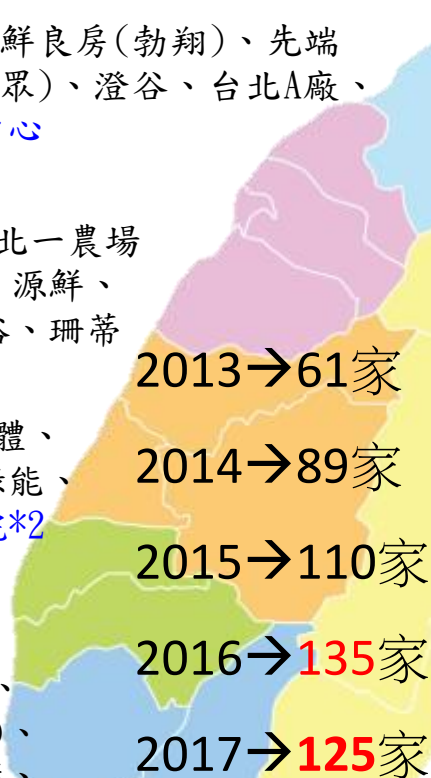 鮮良房(勃翔)、先端
眾)、澄谷、台北A廠、
心
北一農場
源鮮、
、珊蒂
2013→61家
體、
2014→89家
能、
*2
2015→110家
2016→135家
、
)、
2017→125家